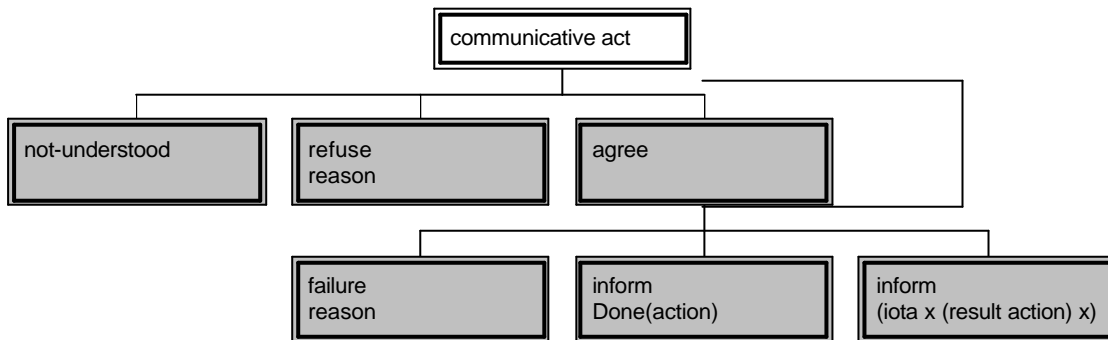 communicative act
not-understood
refuse
reason
agree
failure
reason
inform
Done(action)
inform
(iota x (result action) x)